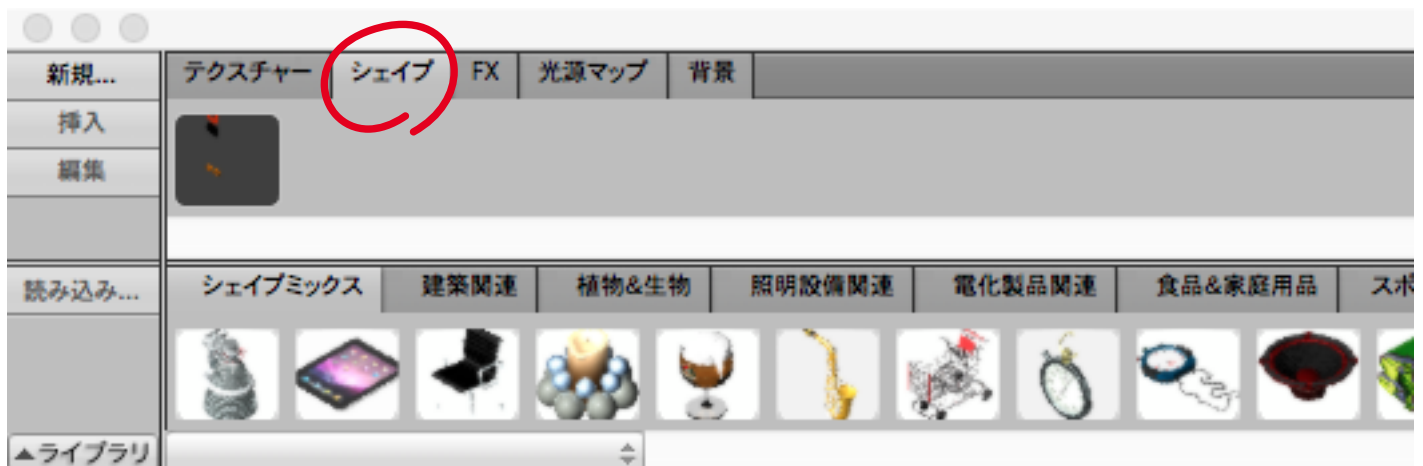 新規...
テクスチャー シェイプ FX 光源マップ 背景
挿入
編集
読み込み...
シェイプミックス 建築関連 植物&生物 照明設備関連 電化製品関連 食品&家庭用品 スポ
▲ライブラリ